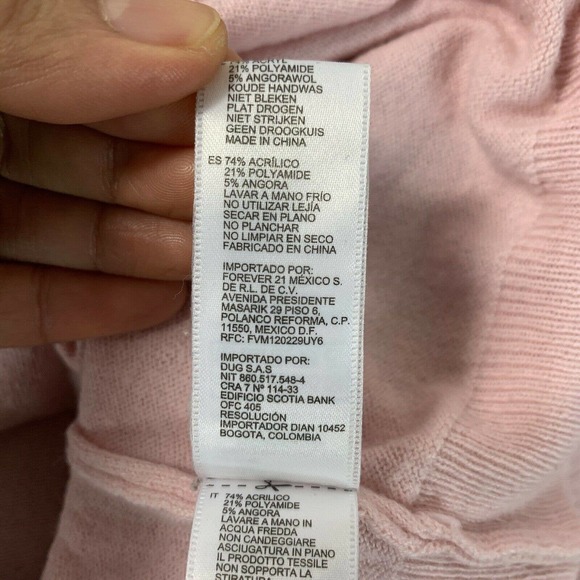 ACRYL
21% POLYAMIDE
5% ANGORAWOL
KOUDE HANDWAS
NIET BLEKEN
PLAT DROGEN
NIET STRIJKEN
GEEN DROOGKUIS
MADE IN CHINA
ES 74% ACRÍLICO
21% POLYAMIDE
5% ANGORA
LAVAR A MANO FRÍO
NO UTILIZAR LEJÍA
SECAR EN PLANO
NO PLANCHAR
NO LIMPIAR EN SECO
FABRICADO EN CHINA
IMPORTADO POR:
FOREVER 21 MÉXICO S.
DE R.L. DE C.V.
AVENIDA PRESIDENTE
MASARIK 29 PISO 6,
POLANCO REFORMA, C.P.
11550, MEXICO D.F.
RFC: FVM120229UY6
IMPORTADO POR:
DUG S.A.S
NIT 860.517.548-4
CRA 7 Nº 114-33
EDIFICIO SCOTIA BANK
OFC 405
RESOLUCIÓN
IMPORTADOR DIAN 10452
BOGOTA, COLOMBIA
IT 74% ACRILICO
21% POLYAMIDE
5% ANGORA
LAVARE A MANO IN
ACQUA FREDDA
NON CANDEGGIARE
ASCIUGATURA IN PIANO
IL PRODOTTO TESSILE
NON SUPPORTA LA
STIRATURA